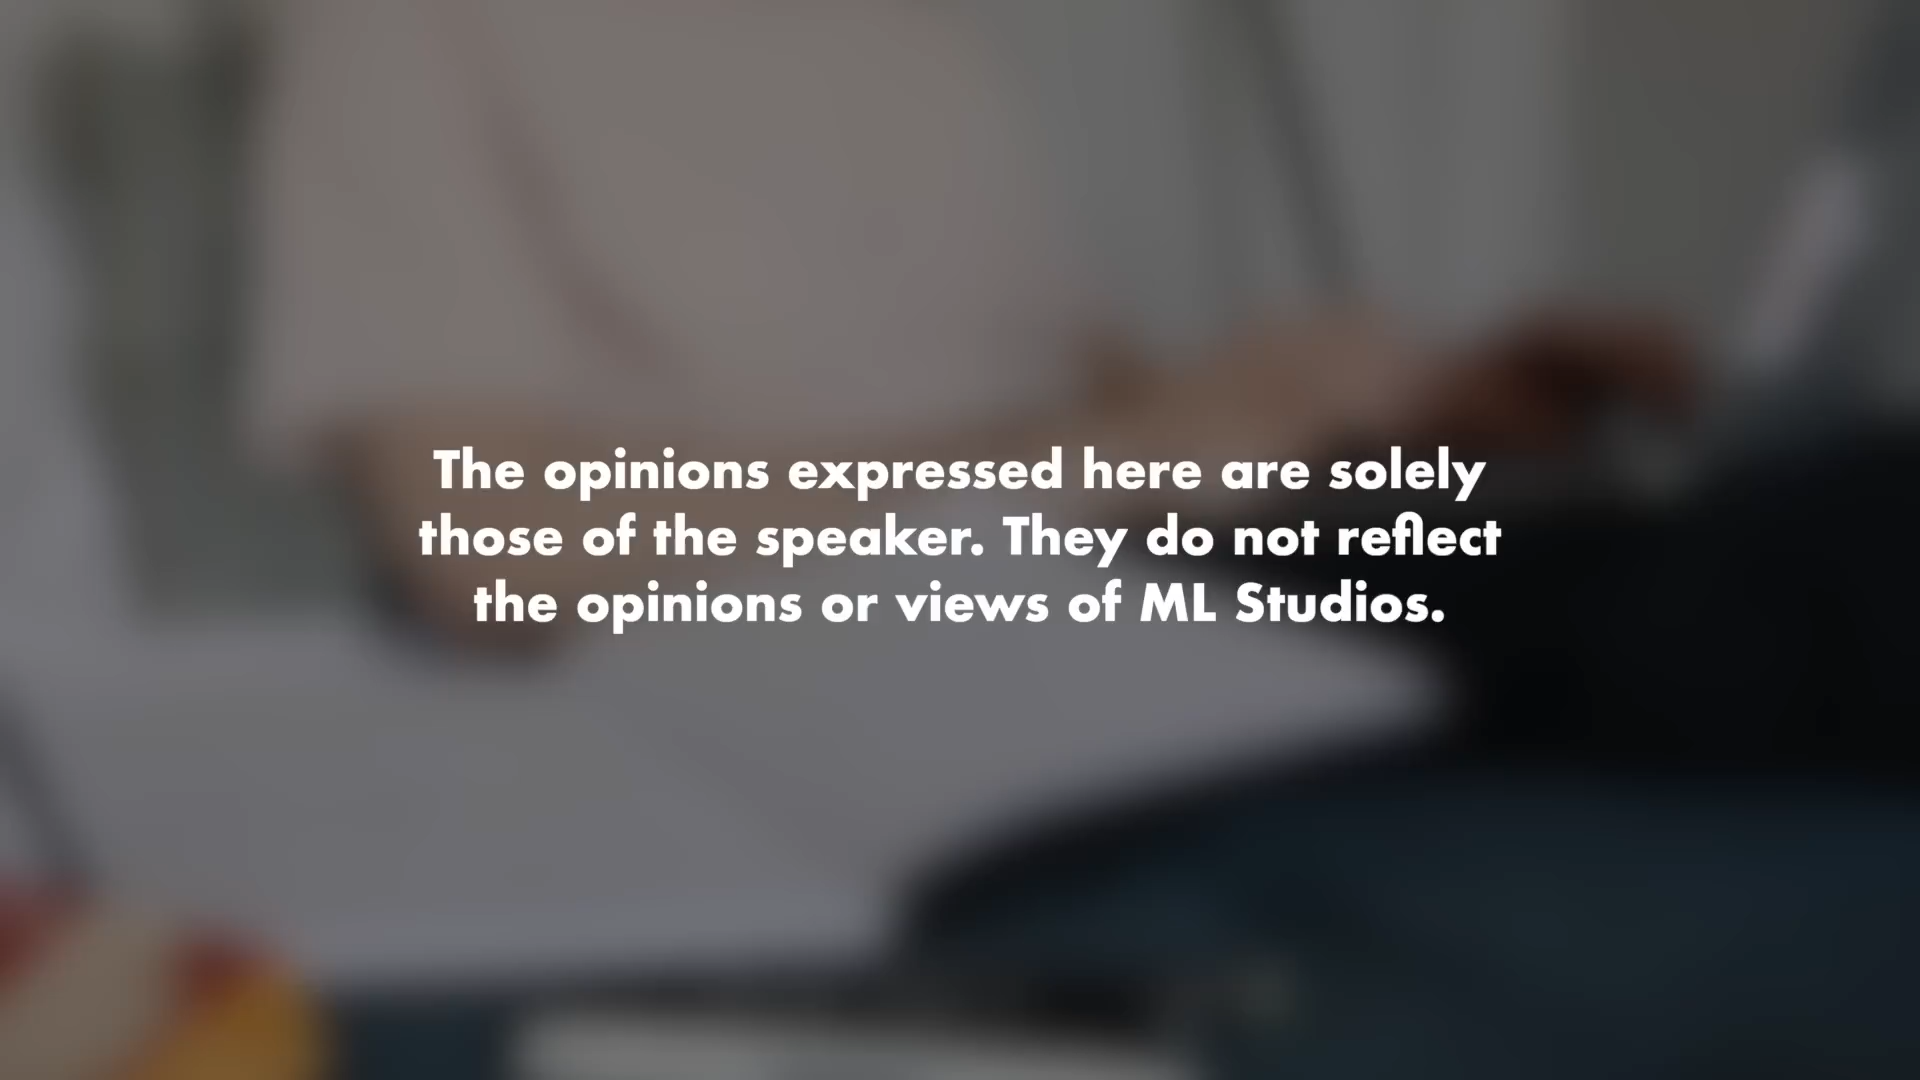 The opinions expressed here are solely
those of the speaker. They do not reflect
the opinions or views of ML Studios.